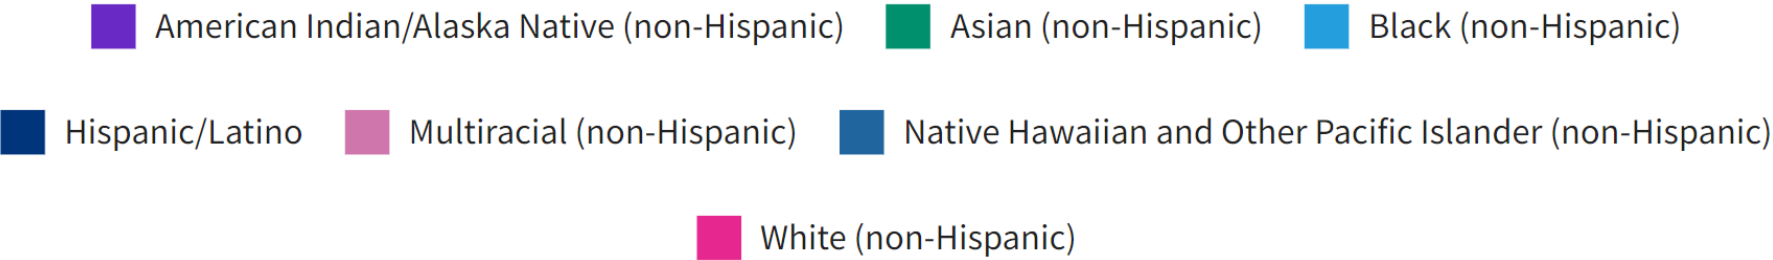 American Indian/Alaska Native (non-Hispanic) Asian (non-Hispanic) Black (non-Hispanic)
Hispanic/Latino Multiracial (non-Hispanic) Native Hawaiian and Other Pacific Islander (non-Hispanic)
White (non-Hispanic)